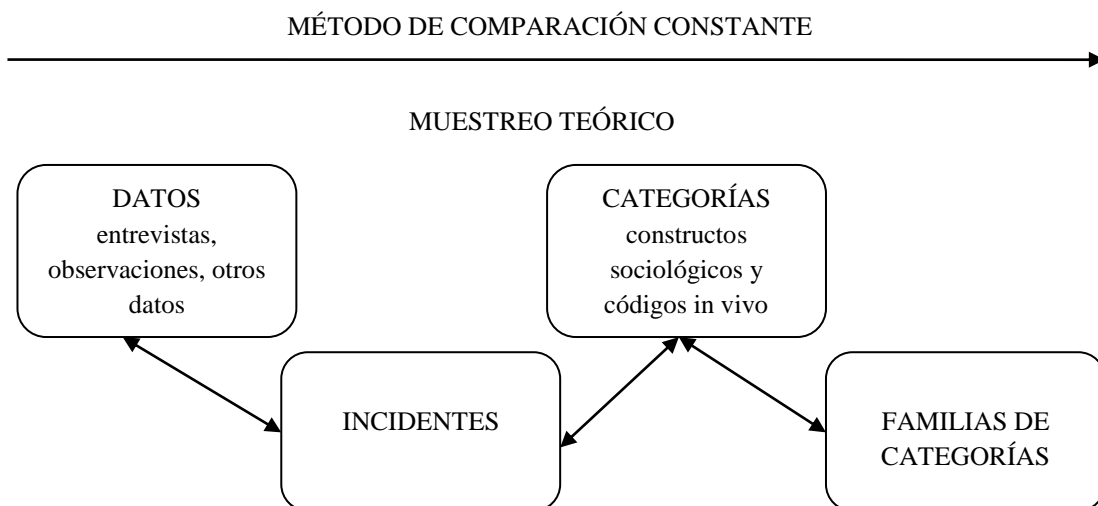 MÉTODO DE COMPARACIÓN CONSTANTE
MUESTREO TEÓRICO
DATOS
entrevistas,
observaciones, otros
datos
CATEGORÍAS
constructos
sociológicos y
códigos in vivo
INCIDENTES
FAMILIAS DE
CATEGORÍAS